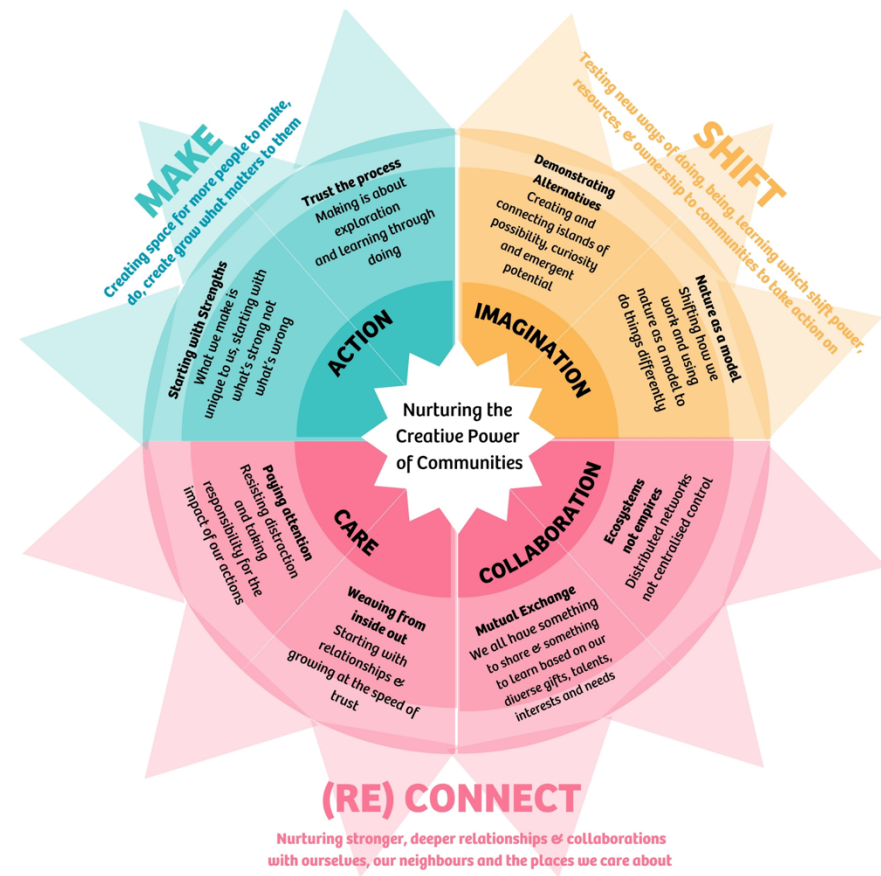 MAKE
Creating space for more people to make,
do, create grow what matters to them
SHIFT
Testing new ways of doing, being, learning which shift power,
resources, & ownership to communities to take action on
Trust the process
Making is about
exploration
and learning through
doing
Starting with Strengths
What we make is
unique to us, starting with
what's strong not
what's wrong
ACTION
Demonstrating
Alternatives
Creating and
connecting islands of
possibility, curiosity
and emergent
potential
Nature as a model
Shifting how we
work and using
nature as a model to
do things differently
IMAGINATION
Nurturing the
Creative Power
of Communities
CARE
Paying attention
Resisting distraction
and taking
responsibility for the
impact of our actions
Weaving from
inside out
Starting with
relationships &
growing at the speed of
trust
COLLABORATION
Ecosystems
not empires
Distributed networks
not centralised control
Mutual Exchange
We all have something
to share & something
to learn based on our
diverse gifts, talents,
interests and needs
(RE) CONNECT
Nurturing stronger, deeper relationships & collaborations
with ourselves, our neighbours and the places we care about